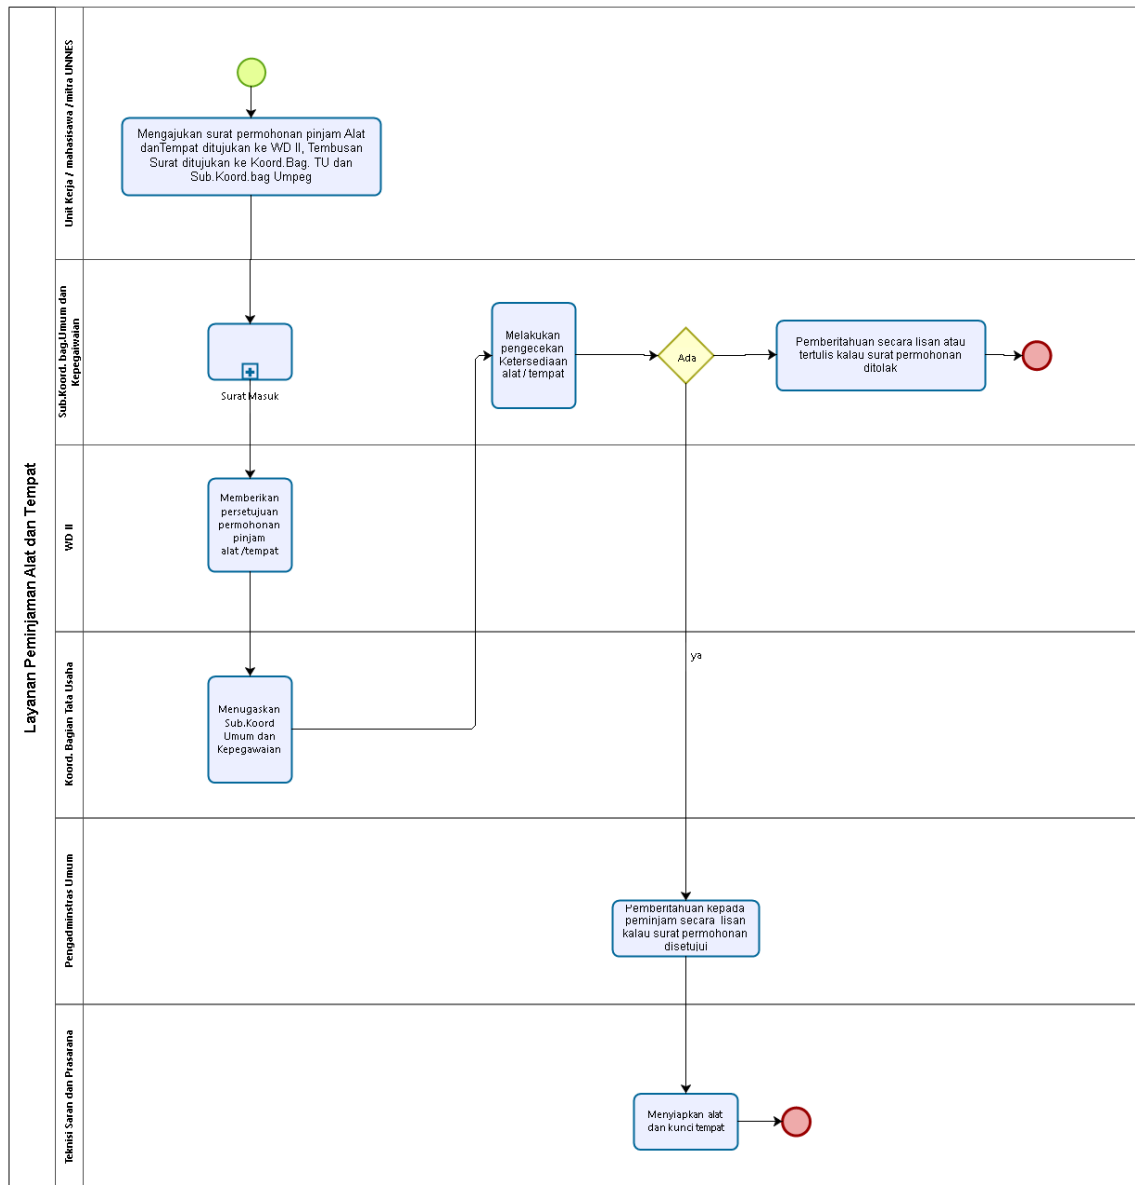 Layanan Peminjaman Alat dan Tempat
Unit Kerja / mahasisawa / mitra UNNES
Mengajukan surat permohonan pinjam Alat
danTempat ditujukan ke WD II, Tembusan
Surat ditujukan ke Koord.Bag. TU dan
Sub.Koord.bag Umpeg
Sub.Koord. bag.Umum dan
Kepegaiwaian
Surat Masuk
Melakukan
pengecekan
Ketersediaan
alat / tempat
Ada
Pemberitahuan secara lisan atau
tertulis kalau surat permohonan
ditolak
WD II
Memberikan
persetujuan
permohonan
pinjam
alat /tempat
Koord. Bagian Tata Usaha
ya
Menugaskan
Sub.Koord
Umum dan
Kepegawaian
Pengadminstras Umum
Pemberitahuan kepada
peminjam secara lisan
kalau surat permohonan
disetujui
Teknisi Saran dan Prasarana
Menyiapkan alat
dan kunci tempat